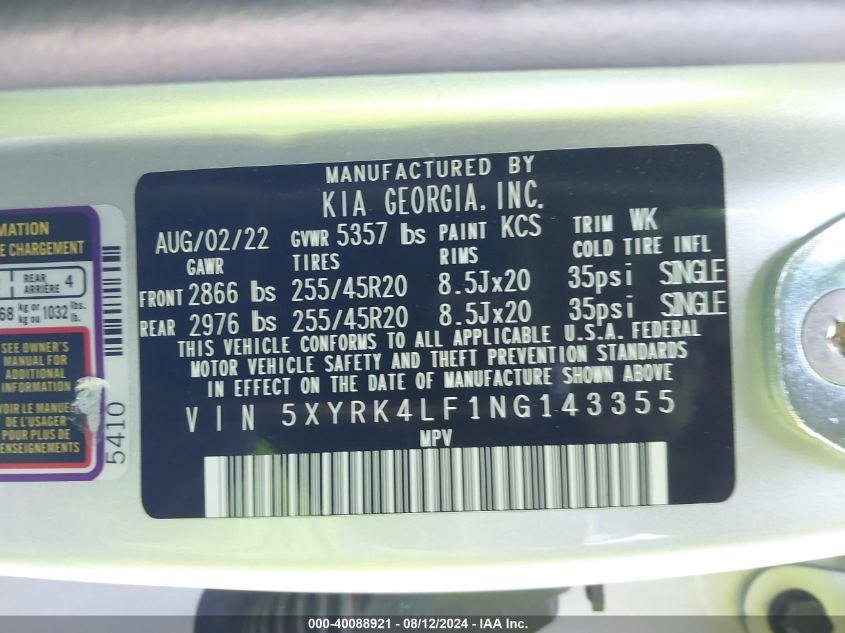 MANUFACTURED BY
KIA GEORGIA, INC.
AUG/02/22 GVWR 5357 lbs PAINT KCS TRIM WK
GAWR TIRES RIMS COLD TIRE INFL
FRONT 2866 lbs 255/45R20 8.5Jx20 35psi SINGLE
REAR 2976 lbs 255/45R20 8.5Jx20 35psi SINGLE
THIS VEHICLE CONFORMS TO ALL APPLICABLE U.S.A. FEDERAL
MOTOR VEHICLE SAFETY AND THEFT PREVENTION STANDARDS
IN EFFECT ON THE DATE OF MANUFACTURE SHOWN ABOVE
VIN 5XYRK4LF1NG143355
MPV
MATION
E CHARGEMENT
REAR
ARRIÈRE 4
68 kg or lbs.
kg ou 1032 lb.
SEE OWNER'S
MANUAL FOR
ADDITIONAL
INFORMATION
VOIR LE MANUEL
DE L'USAGER
POUR PLUS DE
RENSEIGNEMENTS
5410
000-40088921 - 08/12/2024 - IAA Inc.